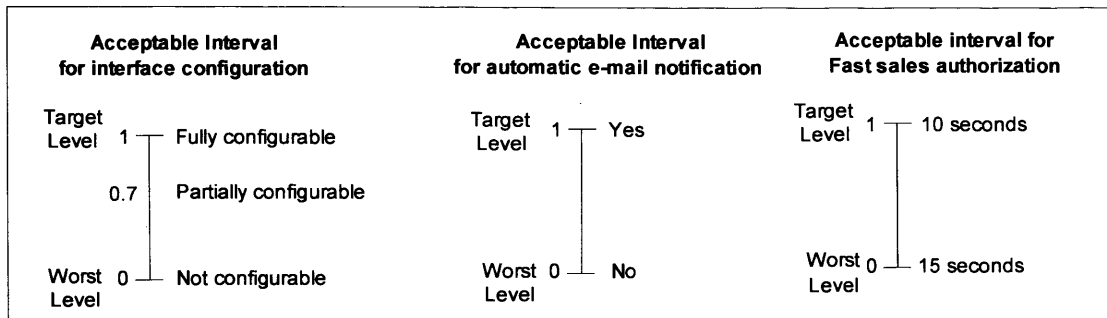 Acceptable Interval
for interface configuration
Target
Level
1
Fully configurable
0.7
Partially configurable
Worst
Level
0
Not configurable
Acceptable Interval
for automatic e-mail notification
Target
Level
1
Yes
Worst
Level
0
No
Acceptable interval for
Fast sales authorization
Target
Level
1
10 seconds
Worst
Level
0
15 seconds